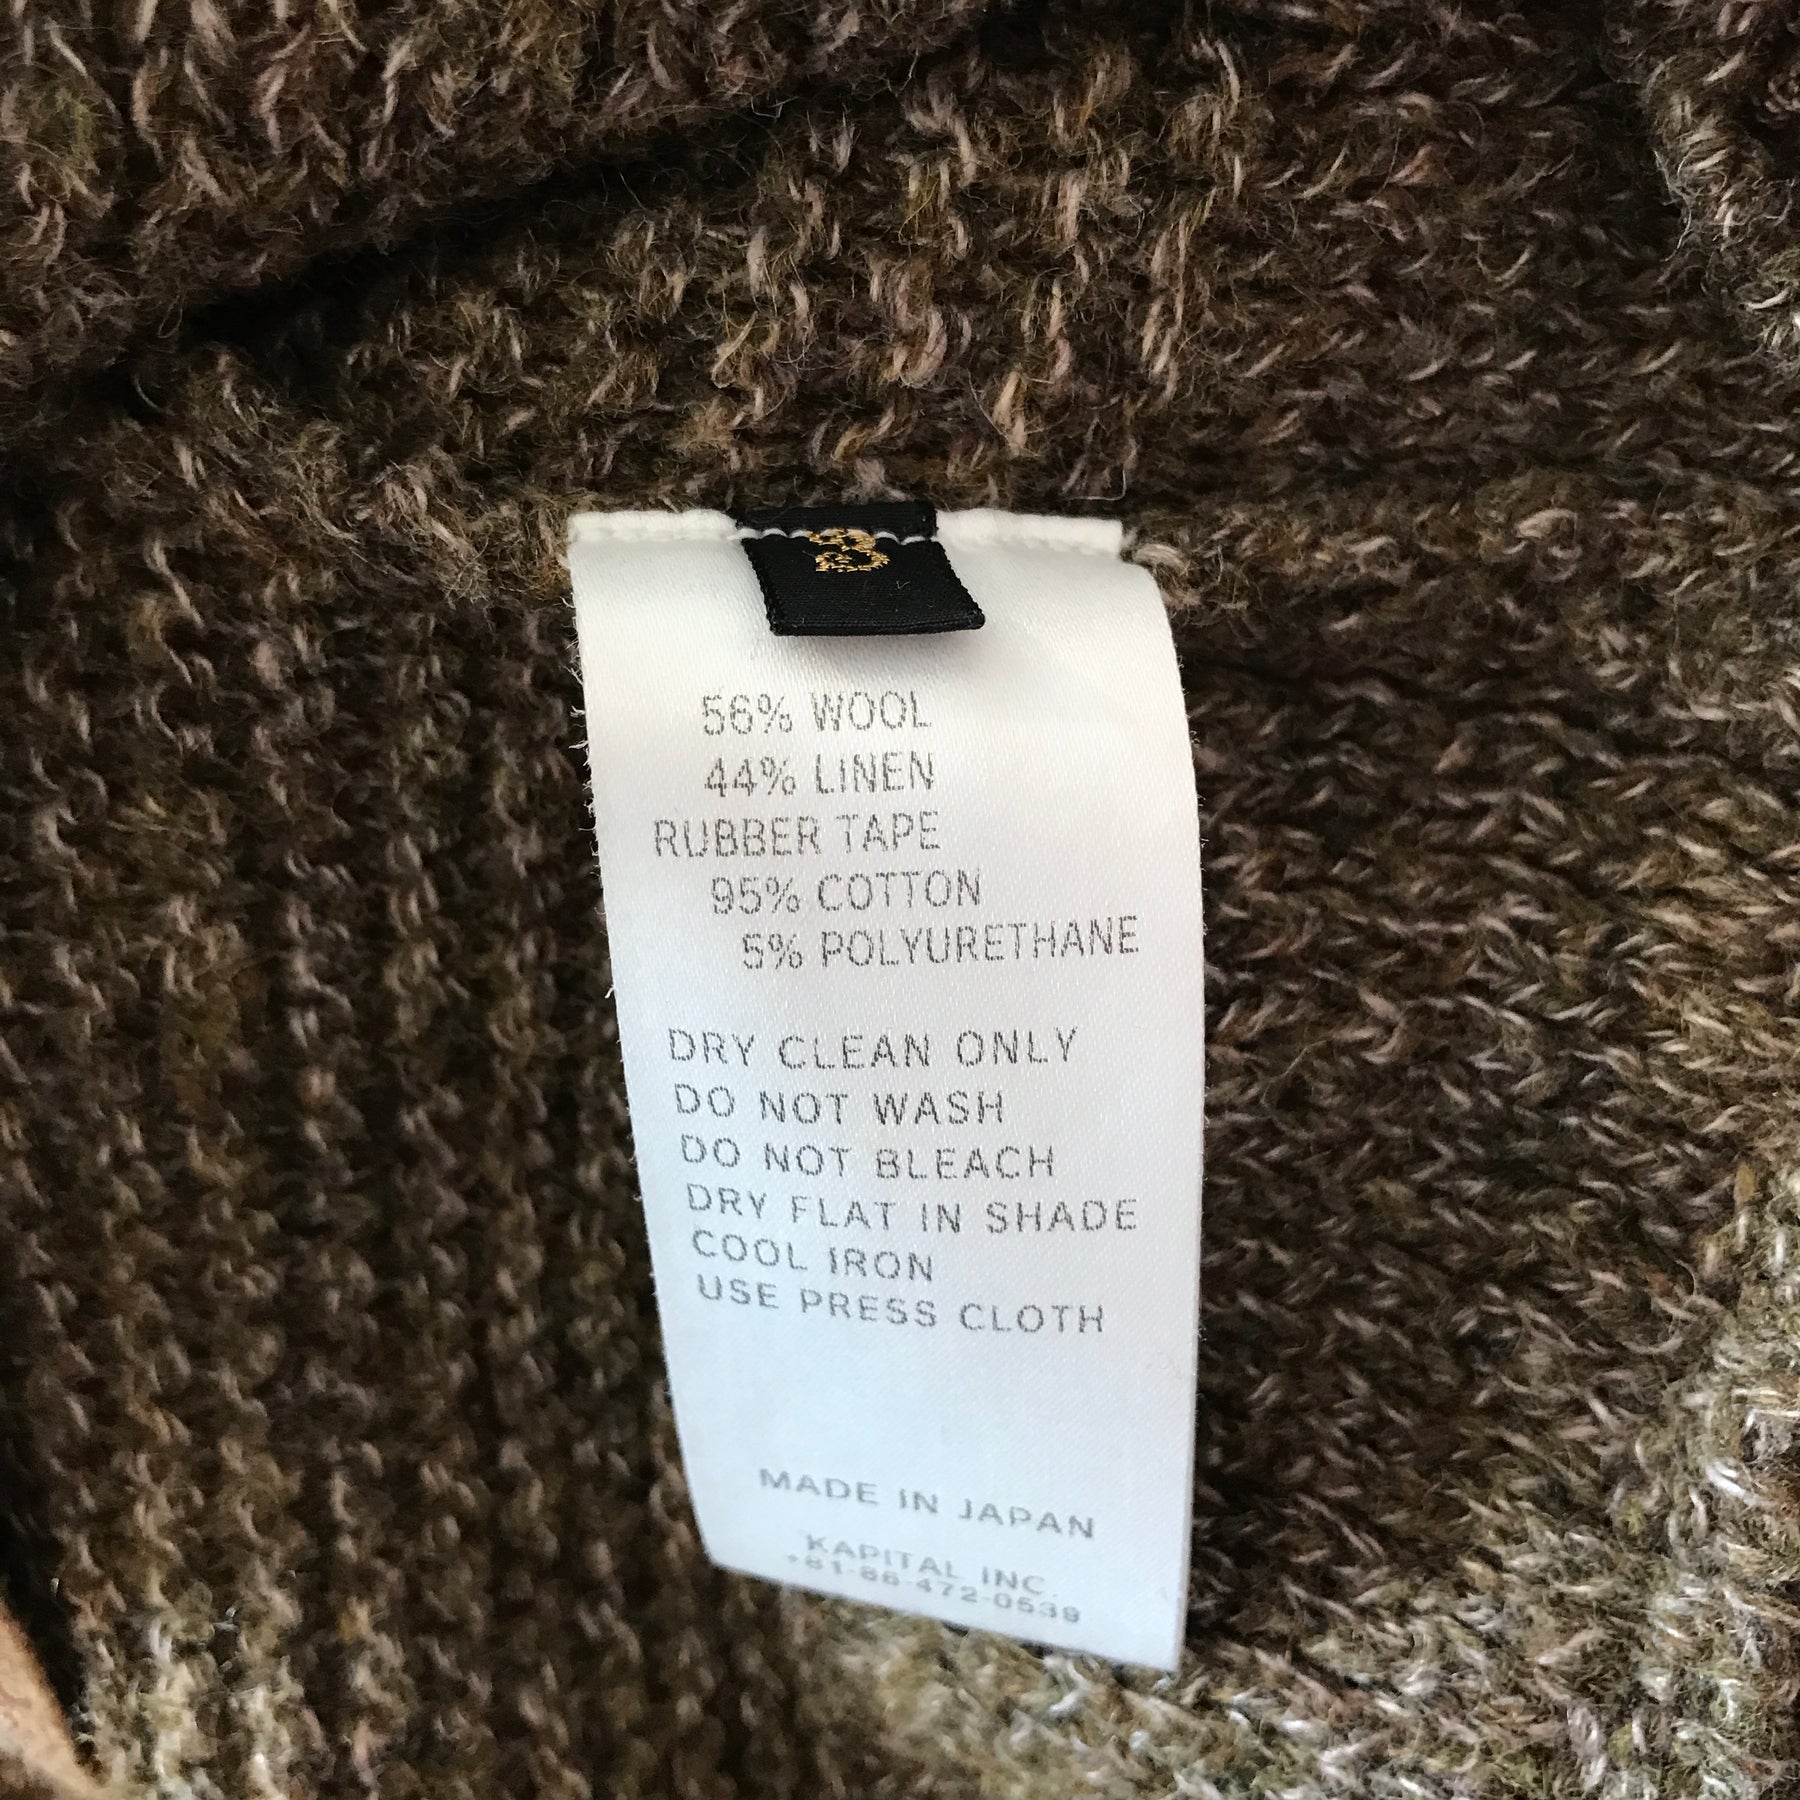 3
56% WOOL
44% LINEN
RUBBER TAPE
95% COTTON
5% POLYURETHANE
DRY CLEAN ONLY
DO NOT WASH
DO NOT BLEACH
DRY FLAT IN SHADE
COOL IRON
USE PRESS CLOTH
MADE IN JAPAN
KAPITAL INC.
+81-86-472-0539